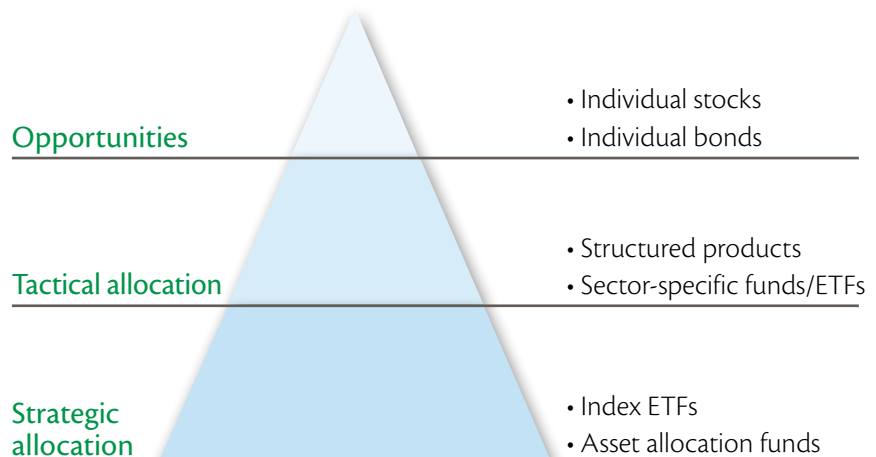 • Individual stocks
Opportunities
• Individual bonds
• Structured products
Tactical allocation
• Sector-specific funds/ETFs
Strategic
allocation
• Index ETFs
• Asset allocation funds